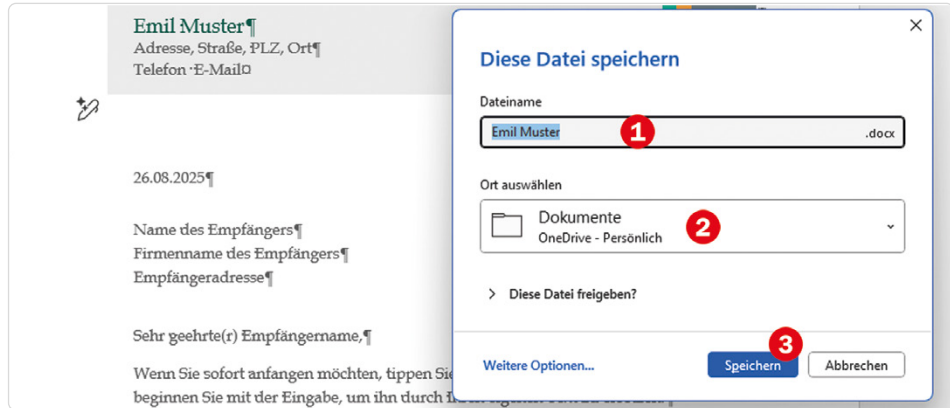 Emil Muster¶
Adresse, Straße, PLZ, Ort¶
Telefon·E-Mail¤
26.08.2025¶
Name des Empfängers¶
Firmenname des Empfängers¶
Empfängeradresse¶
Sehr geehrte(r) Empfängername,¶
Wenn Sie sofort anfangen möchten, tippen Sie
beginnen Sie mit der Eingabe, um ihn durch
Diese Datei speichern
Dateiname
Emil Muster 1 .docx
Ort auswählen
Dokumente
OneDrive - Persönlich
2
Diese Datei freigeben?
3
Weitere Optionen... Speichern Abbrechen